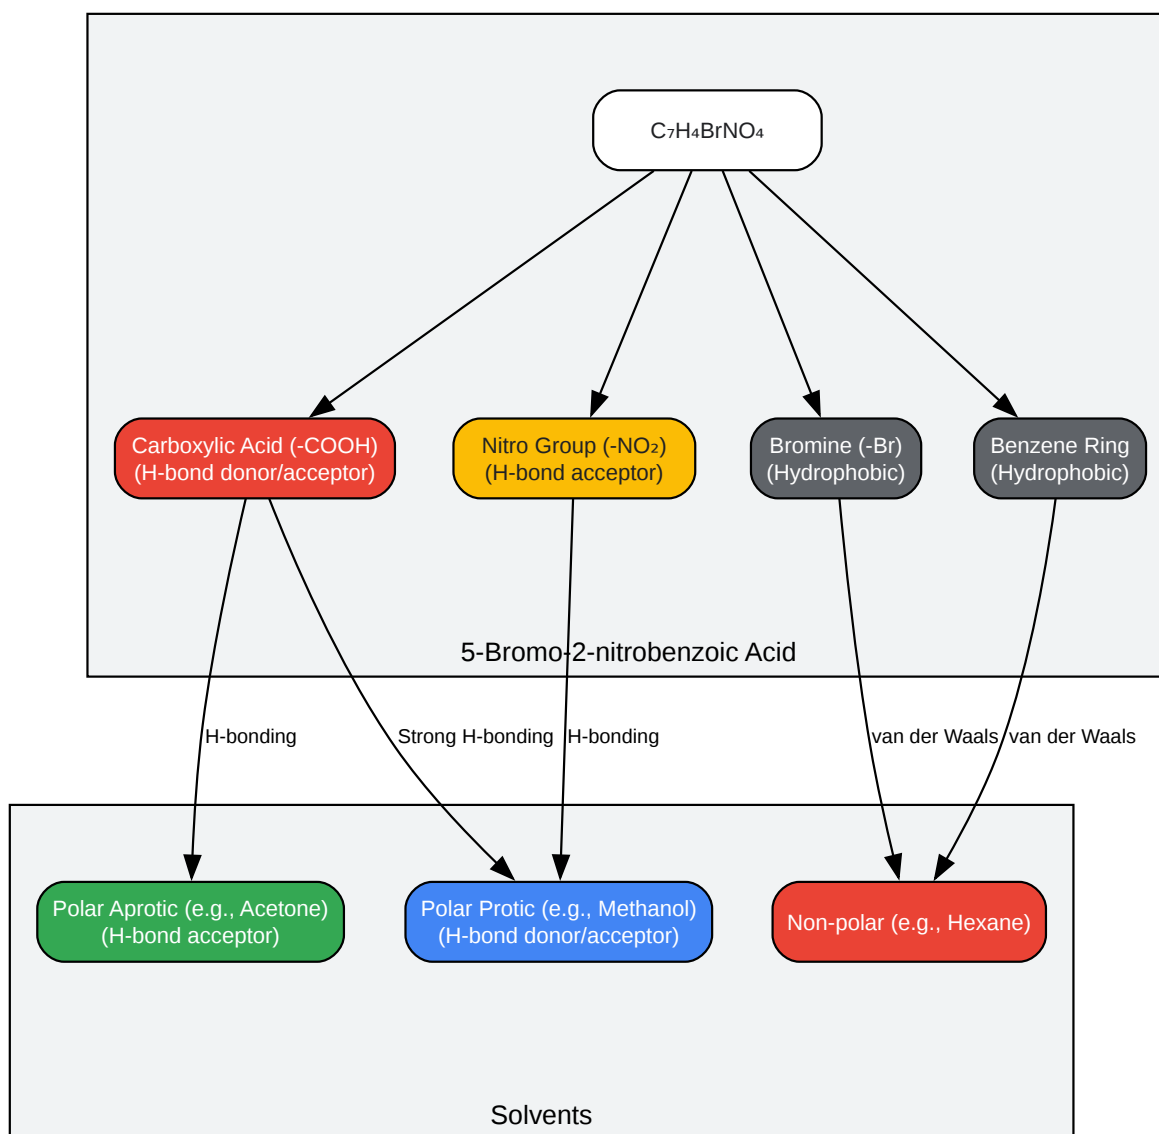 C₇H₄BrNO₄
Carboxylic Acid (-COOH)
(H-bond donor/acceptor)
Nitro Group (-NO₂)
(H-bond acceptor)
Bromine (-Br)
(Hydrophobic)
Benzene Ring
(Hydrophobic)
5-Bromo-2-nitrobenzoic Acid
H-bonding
Strong H-bonding
H-bonding
van der Waals
van der Waals
Polar Aprotic (e.g., Acetone)
(H-bond acceptor)
Polar Protic (e.g., Methanol)
(H-bond donor/acceptor)
Non-polar (e.g., Hexane)
Solvents